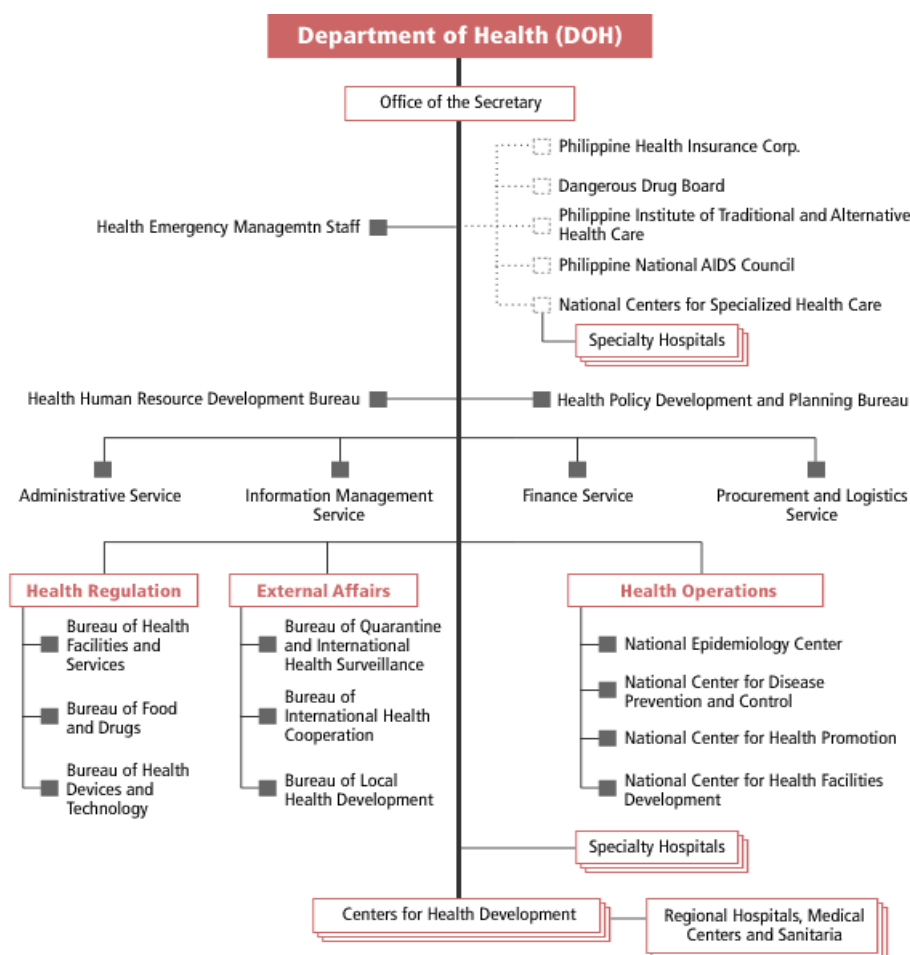 Department of Health (DOH)
Office of the Secretary
Philippine Health Insurance Corp.
Dangerous Drug Board
Health Emergency Managemtn Staff
Philippine Institute of Traditional and Alternative
Health Care
Philippine National AIDS Council
National Centers for Specialized Health Care
Specialty Hospitals
Health Human Resource Development Bureau
Health Policy Development and Planning Bureau
Administrative Service
Information Management
Service
Finance Service
Procurement and Logistics
Service
Health Regulation
Bureau of Health
Facilities and
Services
Bureau of Food
and Drugs
Bureau of Health
Devices and
Technology
External Affairs
Bureau of Quarantine
and International
Health Surveillance
Bureau of
International Health
Cooperation
Bureau of Local
Health Development
Health Operations
National Epidemiology Center
National Center for Disease
Prevention and Control
National Center for Health Promotion
National Center for Health Facilities
Development
Specialty Hospitals
Centers for Health Development
Regional Hospitals, Medical
Centers and Sanitaria